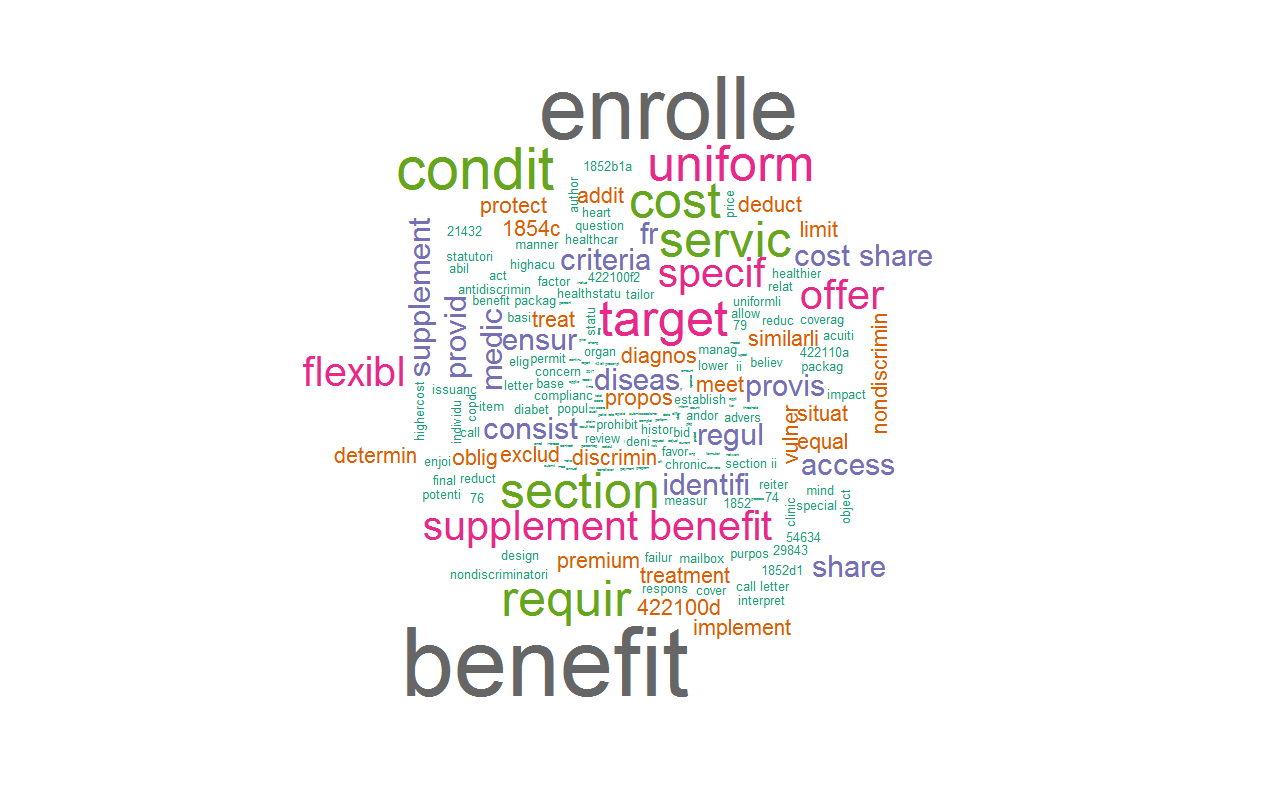 enrolle
condit
uniform
1852b1a
author
addit
cost
price
deduct
protect
heart
1854c
question
21432
manner
healthcar
fr
servic
limit
supplement
statutori
abil
highacu
criteria
specif
cost share
healthier
act
factor
422100f2
relat
offer
antidiscrimin
healthstatu
tailor
benefit packag
uniformli
provid
medic
basi
treat
statu
target
allow
79
reduc
coverag
ensur
similarli
acuiti
nondiscrimin
organ
diagnos
manag
422110a
flexibl
elig
permit
lower
ii
believ
packag
concern
letter
base
diseas
meet
provis
impact
issuanc
highercost
individu
copd
item
complianc
propos
establish
diabet
popul
andor
advers
vulner
situat
call
consist
prohibit
histor
bid
regul
equal
review
deni
determin
enjoi
oblig
exclud
discrimin
favor
chronic
section ii
access
final
reduct
section
identifi
reiter
mind
potenti
76
measur
1852
74
clinic
special
object
supplement benefit
54634
design
premium
failur
mailbox
purpos
29843
nondiscriminatori
treatment
1852d1
share
requir
respons
cover
call letter
422100d
interpret
implement
benefit